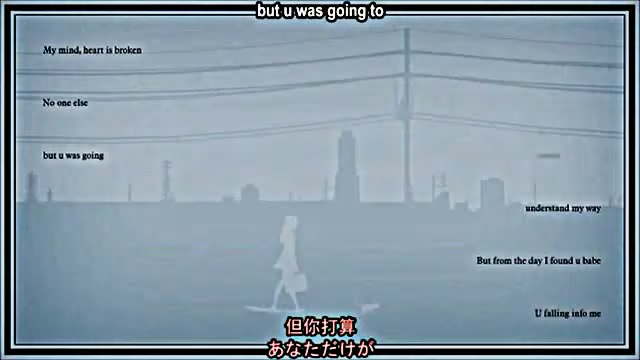 but u was going to
My mind, heart is broken
No one else
but u was going
understand my way
But from the day I found u babe
U falling info me
但你打算
あなただけが